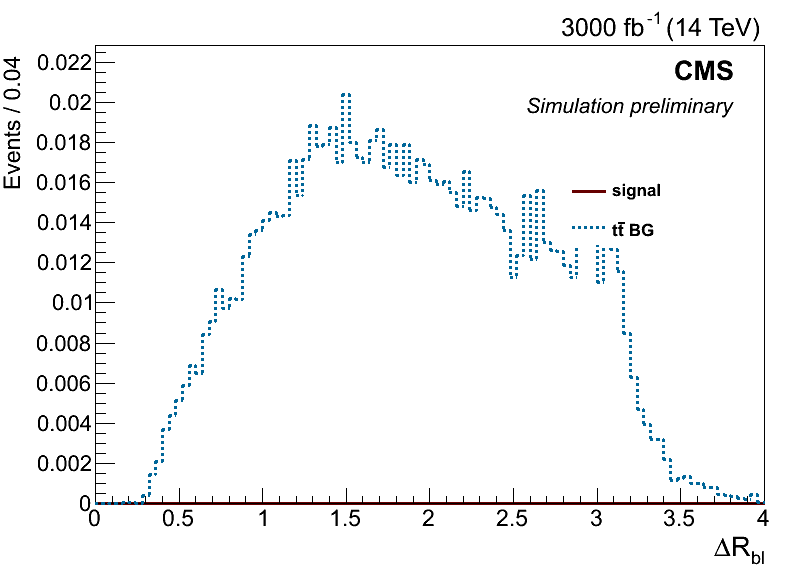 3000 fb⁻¹ (14 TeV)
CMS
Simulation preliminary
Events / 0.04
0.022
0.02
0.018
0.016
0.014
0.012
0.01
0.008
0.006
0.004
0.002
0
signal
tt̄ BG
0 0.5 1 1.5 2 2.5 3 3.5 4
ΔR_bl